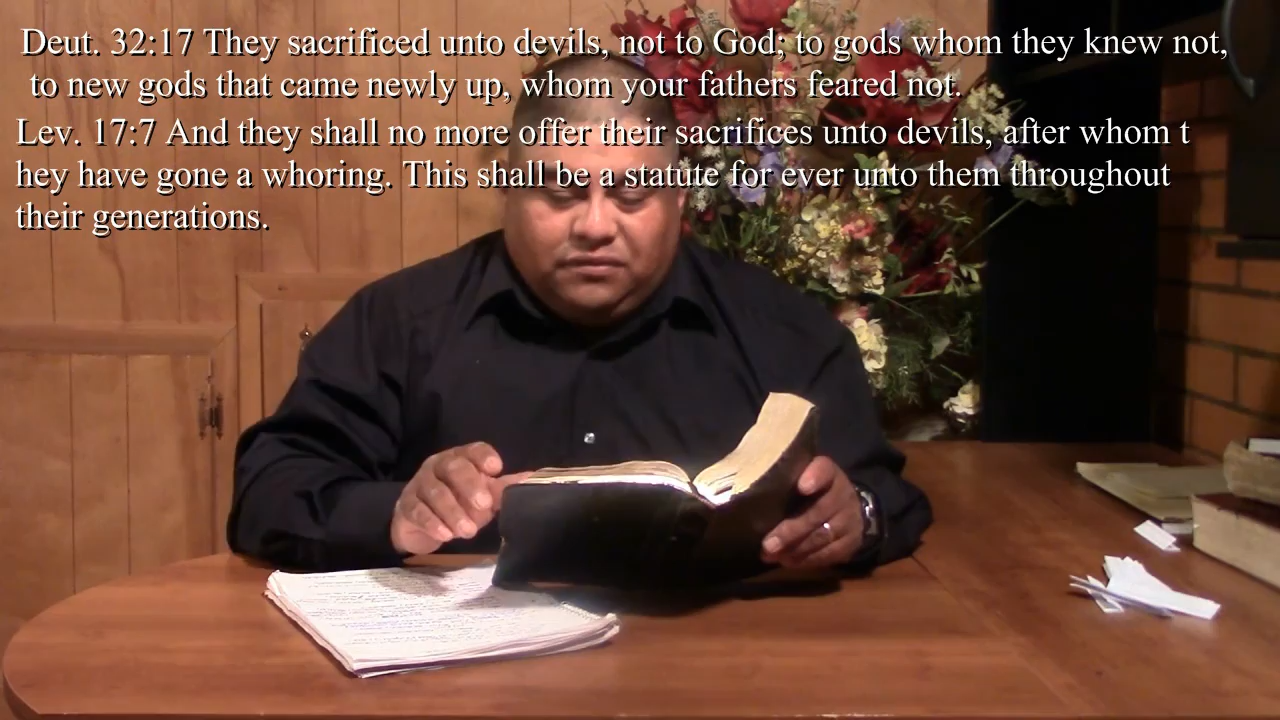 Deut. 32:17 They sacrificed unto devils, not to God; to gods whom they knew not,
to new gods that came newly up, whom your fathers feared not.
Lev. 17:7 And they shall no more offer their sacrifices unto devils, after whom t
hey have gone a whoring. This shall be a statute for ever unto them throughout
their generations.